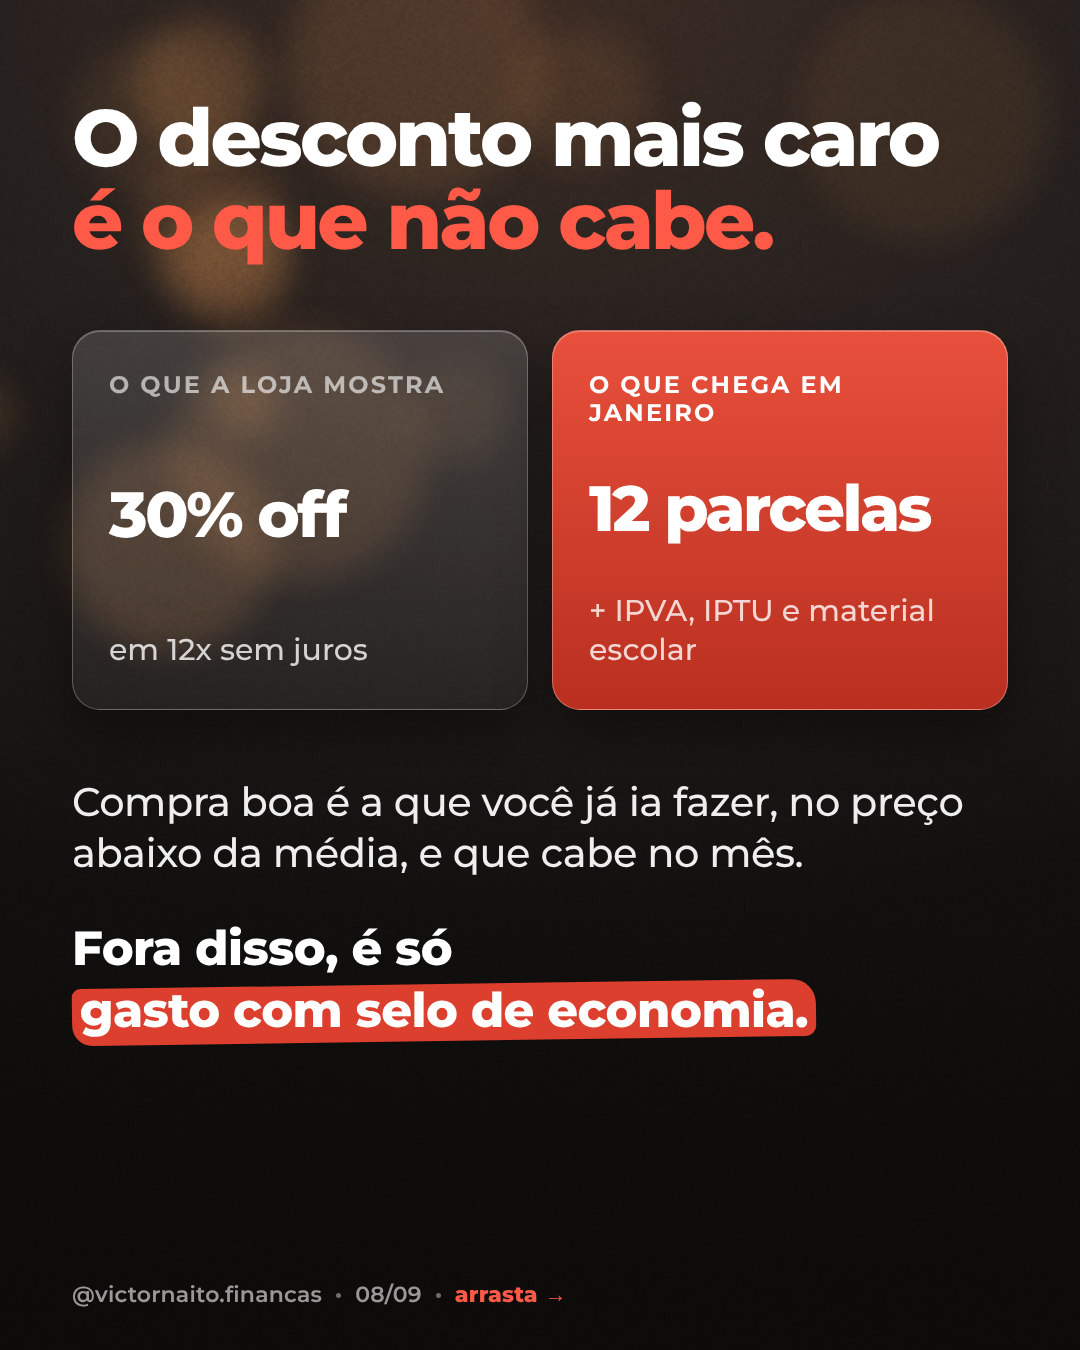 O desconto mais caro
é o que não cabe.
O QUE A LOJA MOSTRA
30% off
em 12x sem juros
O QUE CHEGA EM
JANEIRO
12 parcelas
+ IPVA, IPTU e material
escolar
Compra boa é a que você já ia fazer, no preço
abaixo da média, e que cabe no mês.
Fora disso, é só
gasto com selo de economia.
@victornaito.financas • 08/09 • arrasta →